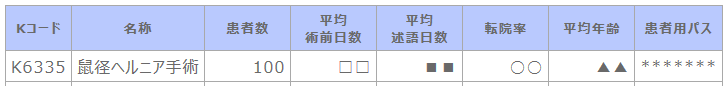 Kコード 名称 患者数 平均術前日数 平均述語日数 転院率 平均年齢 患者用パス
K6335 鼠径ヘルニア手術 100 □□ ■■ ○○ ▲▲ *******